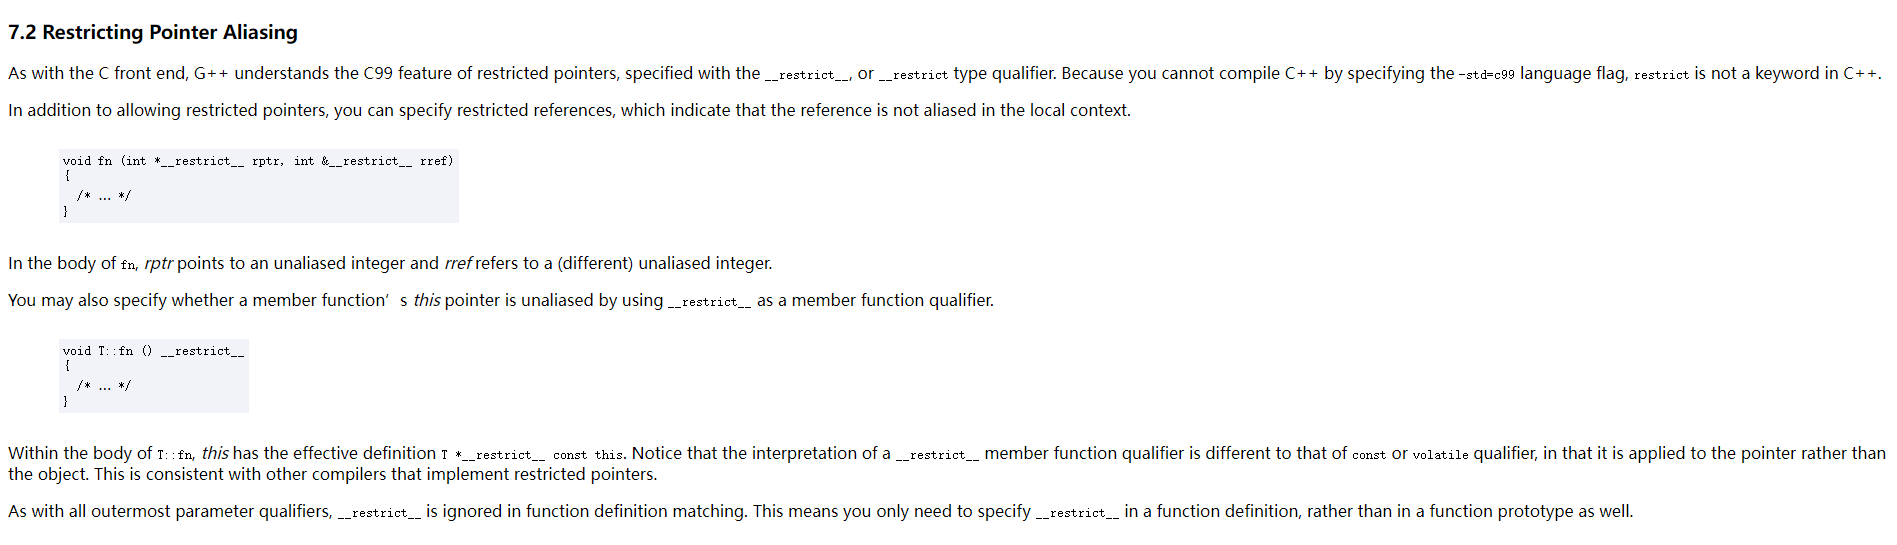 7.2 Restricting Pointer Aliasing
As with the C front end, G++ understands the C99 feature of restricted pointers, specified with the __restrict__, or __restrict type qualifier. Because you cannot compile C++ by specifying the -std=c99 language flag, restrict is not a keyword in C++.
In addition to allowing restricted pointers, you can specify restricted references, which indicate that the reference is not aliased in the local context.
void fn (int *__restrict__ rptr, int &__restrict__ rref)
{
  /* … */
}
In the body of fn, rptr points to an unaliased integer and rref refers to a (different) unaliased integer.
You may also specify whether a member function’s this pointer is unaliased by using __restrict__ as a member function qualifier.
void T::fn () __restrict__
{
  /* … */
}
Within the body of T::fn, this has the effective definition T *__restrict__ const this. Notice that the interpretation of a __restrict__ member function qualifier is different to that of const or volatile qualifier, in that it is applied to the pointer rather than
the object. This is consistent with other compilers that implement restricted pointers.
As with all outermost parameter qualifiers, __restrict__ is ignored in function definition matching. This means you only need to specify __restrict__ in a function definition, rather than in a function prototype as well.